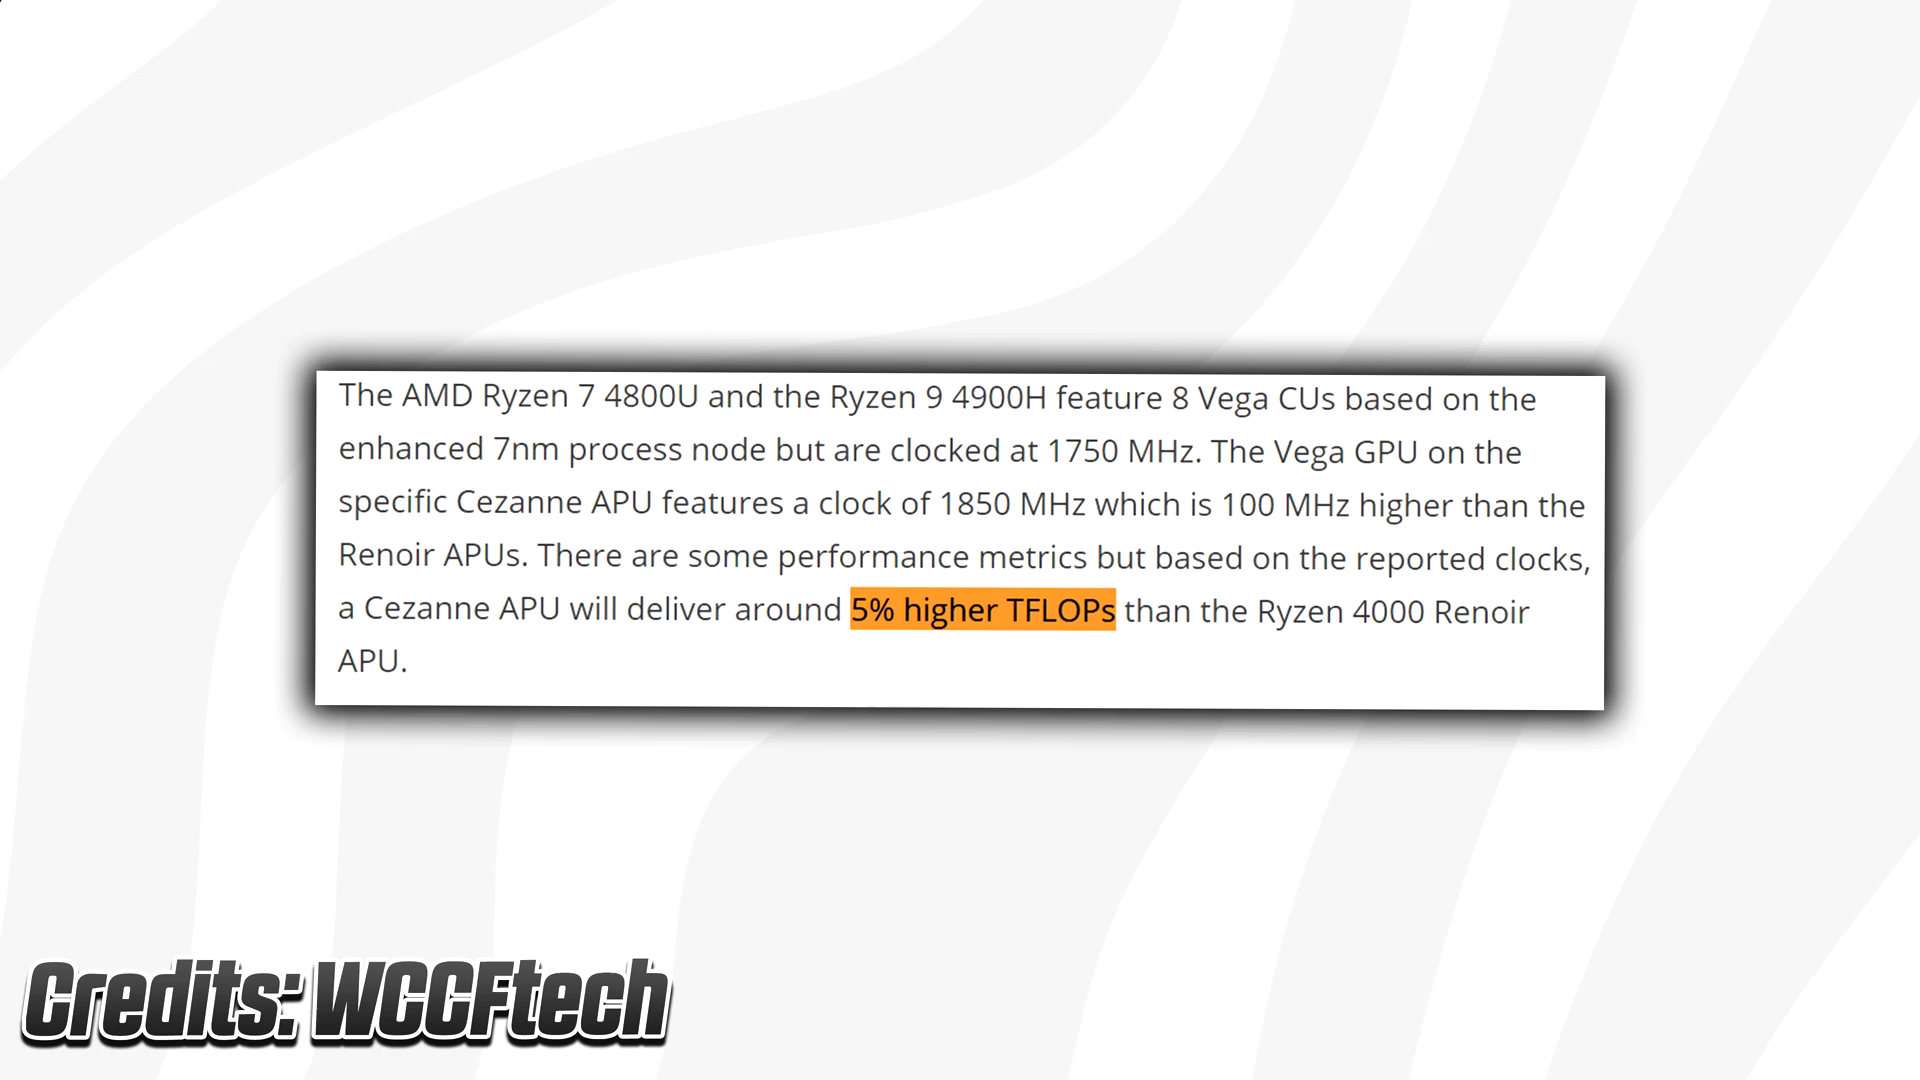 The AMD Ryzen 7 4800U and the Ryzen 9 4900H feature 8 Vega CUs based on the
enhanced 7nm process node but are clocked at 1750 MHz. The Vega GPU on the
specific Cezanne APU features a clock of 1850 MHz which is 100 MHz higher than the
Renoir APUs. There are some performance metrics but based on the reported clocks,
a Cezanne APU will deliver around 5% higher TFLOPs than the Ryzen 4000 Renoir
APU.
Credits: WCCFtech